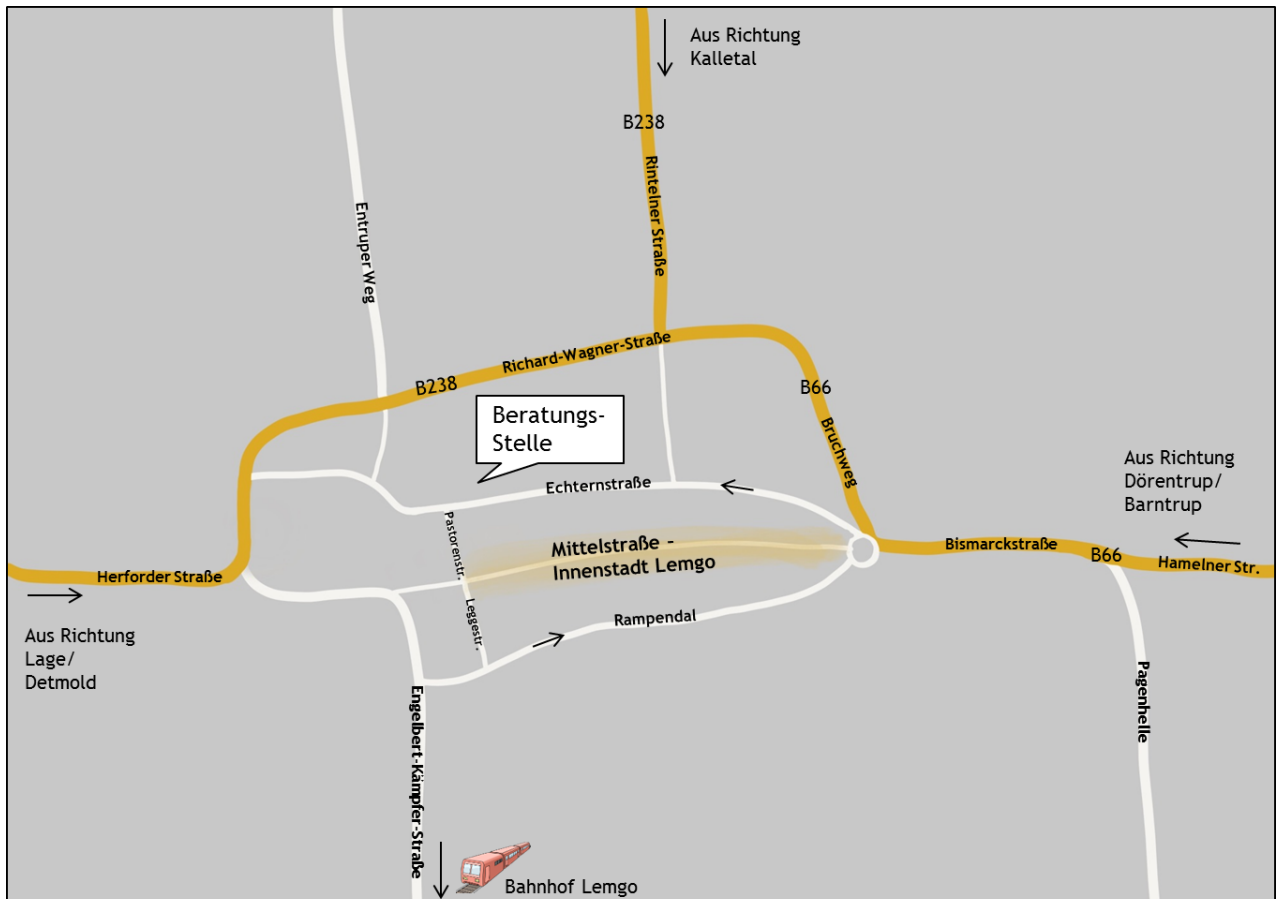 Aus Richtung
Kalletal
B238
Rintelner Straße
Entruper Weg
Richard-Wagner-Straße
B238
B66
Bruchweg
Beratungs-
Stelle
Echternstraße
Aus Richtung
Dörentrup/
Barntrup
Pastorenstr.
Mittelstraße -
Innenstadt Lemgo
Bismarckstraße
B66
Hamelner Str.
Herforder Straße
Leggestr.
Rampendal
Aus Richtung
Lage/
Detmold
Engelbert-Kämpfer-Straße
Pagenhelle
Bahnhof Lemgo